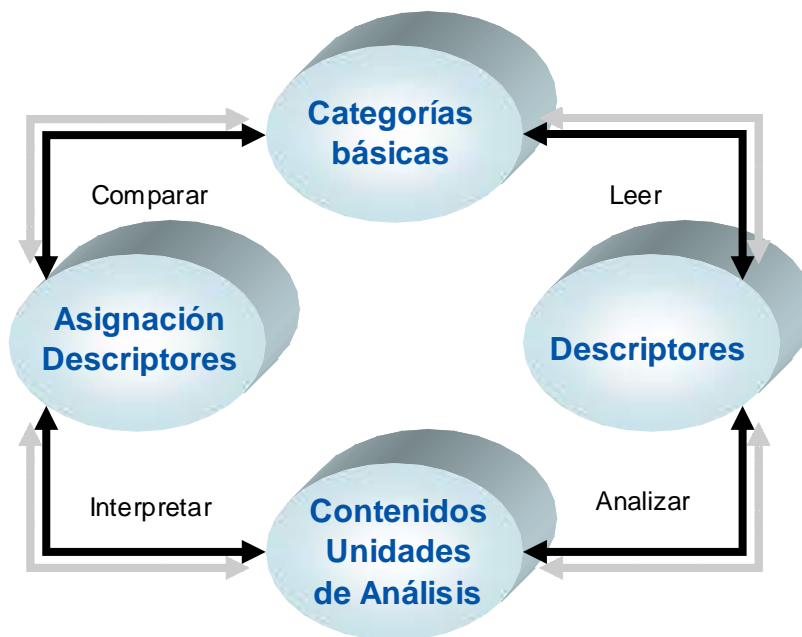 Categorías
básicas
Comparar
Leer
Asignación
Descriptores
Descriptores
Interpretar
Analizar
Contenidos
Unidades
de Análisis